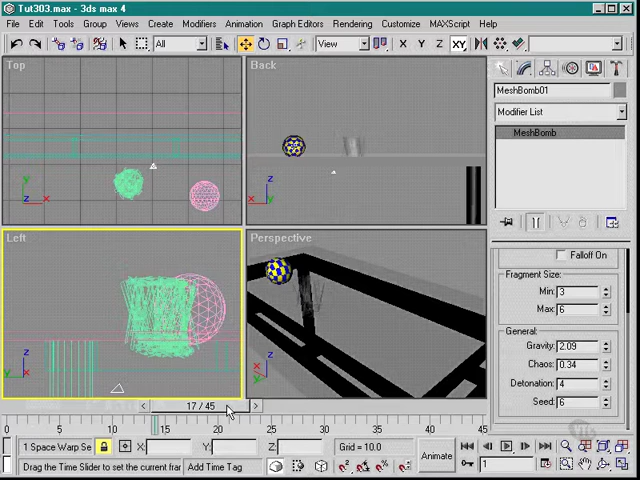 Tut303.max - 3ds max 4
File Edit Tools Group Views Create Modifiers Animation Graph Editors Rendering Customize MAXScript Help
All View X Y Z XY
Top Back
MeshBomb01
Modifier List
MeshBomb
y z x
z x
Left Perspective
Falloff On
Fragment Size:
Min: 3
Max: 6
General:
Gravity: 2.09
Chaos: 0.34
Detonation: 4
Seed: 6
z y
z x
< 17 / 45 >
0 5 10 15 20 25 30 35 40 45
1 Space Warp Se X: Y: Z: Grid = 10.0 Animate
Drag the Time Slider to set the current fra Add Time Tag 1